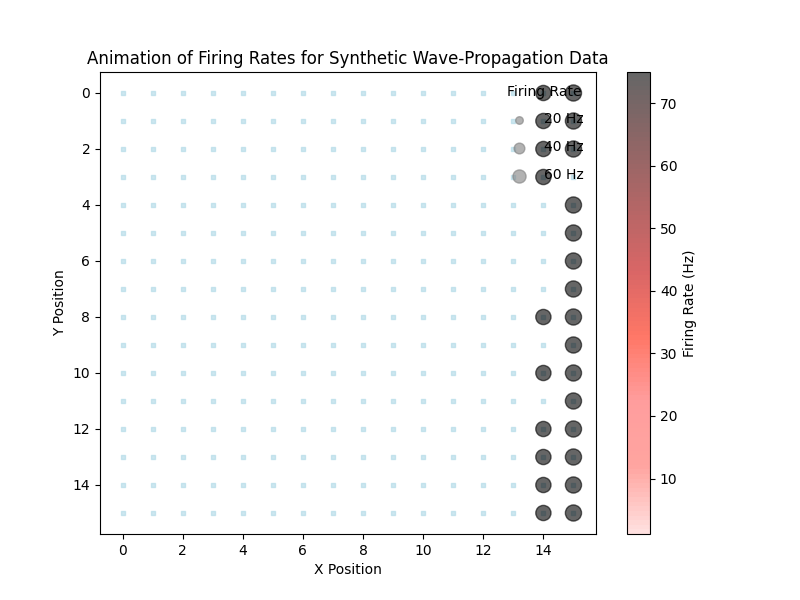 Animation of Firing Rates for Synthetic Wave-Propagation Data
Firing Rate
20 Hz
40 Hz
60 Hz
0
2
4
6
8
10
12
14
Y Position
0
2
4
6
8
10
12
14
X Position
70
60
50
40
30
20
10
Firing Rate (Hz)